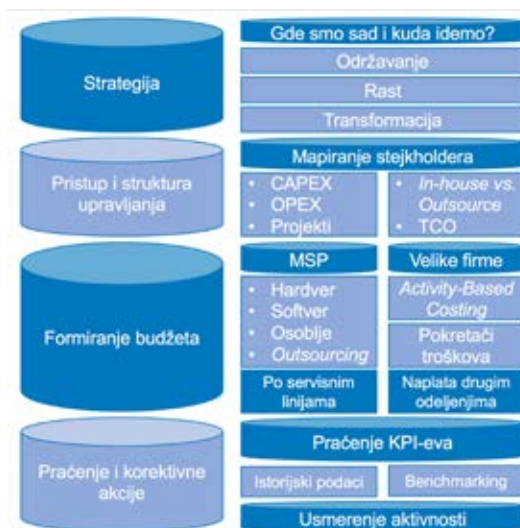 Strategija
Gde smo sad i kuda idemo?
Održavanje
Rast
Transformacija
Pristup i struktura
upravljanja
Mapiranje stejkholdera
• CAPEX
• OPEX
• Projekti
• In-house vs.
Outsource
• TCO
Formiranje budžeta
MSP
• Hardver
• Softver
• Osoblje
• Outsourcing
Po servisnim
linijama
Velike firme
Activity-Based
Costing
Pokretači
troškova
Naplata drugim
odeljenjima
Praćenje i korektivne
akcije
Praćenje KPI-eva
Istorijski podaci
Benchmarking
Usmerenje aktivnosti